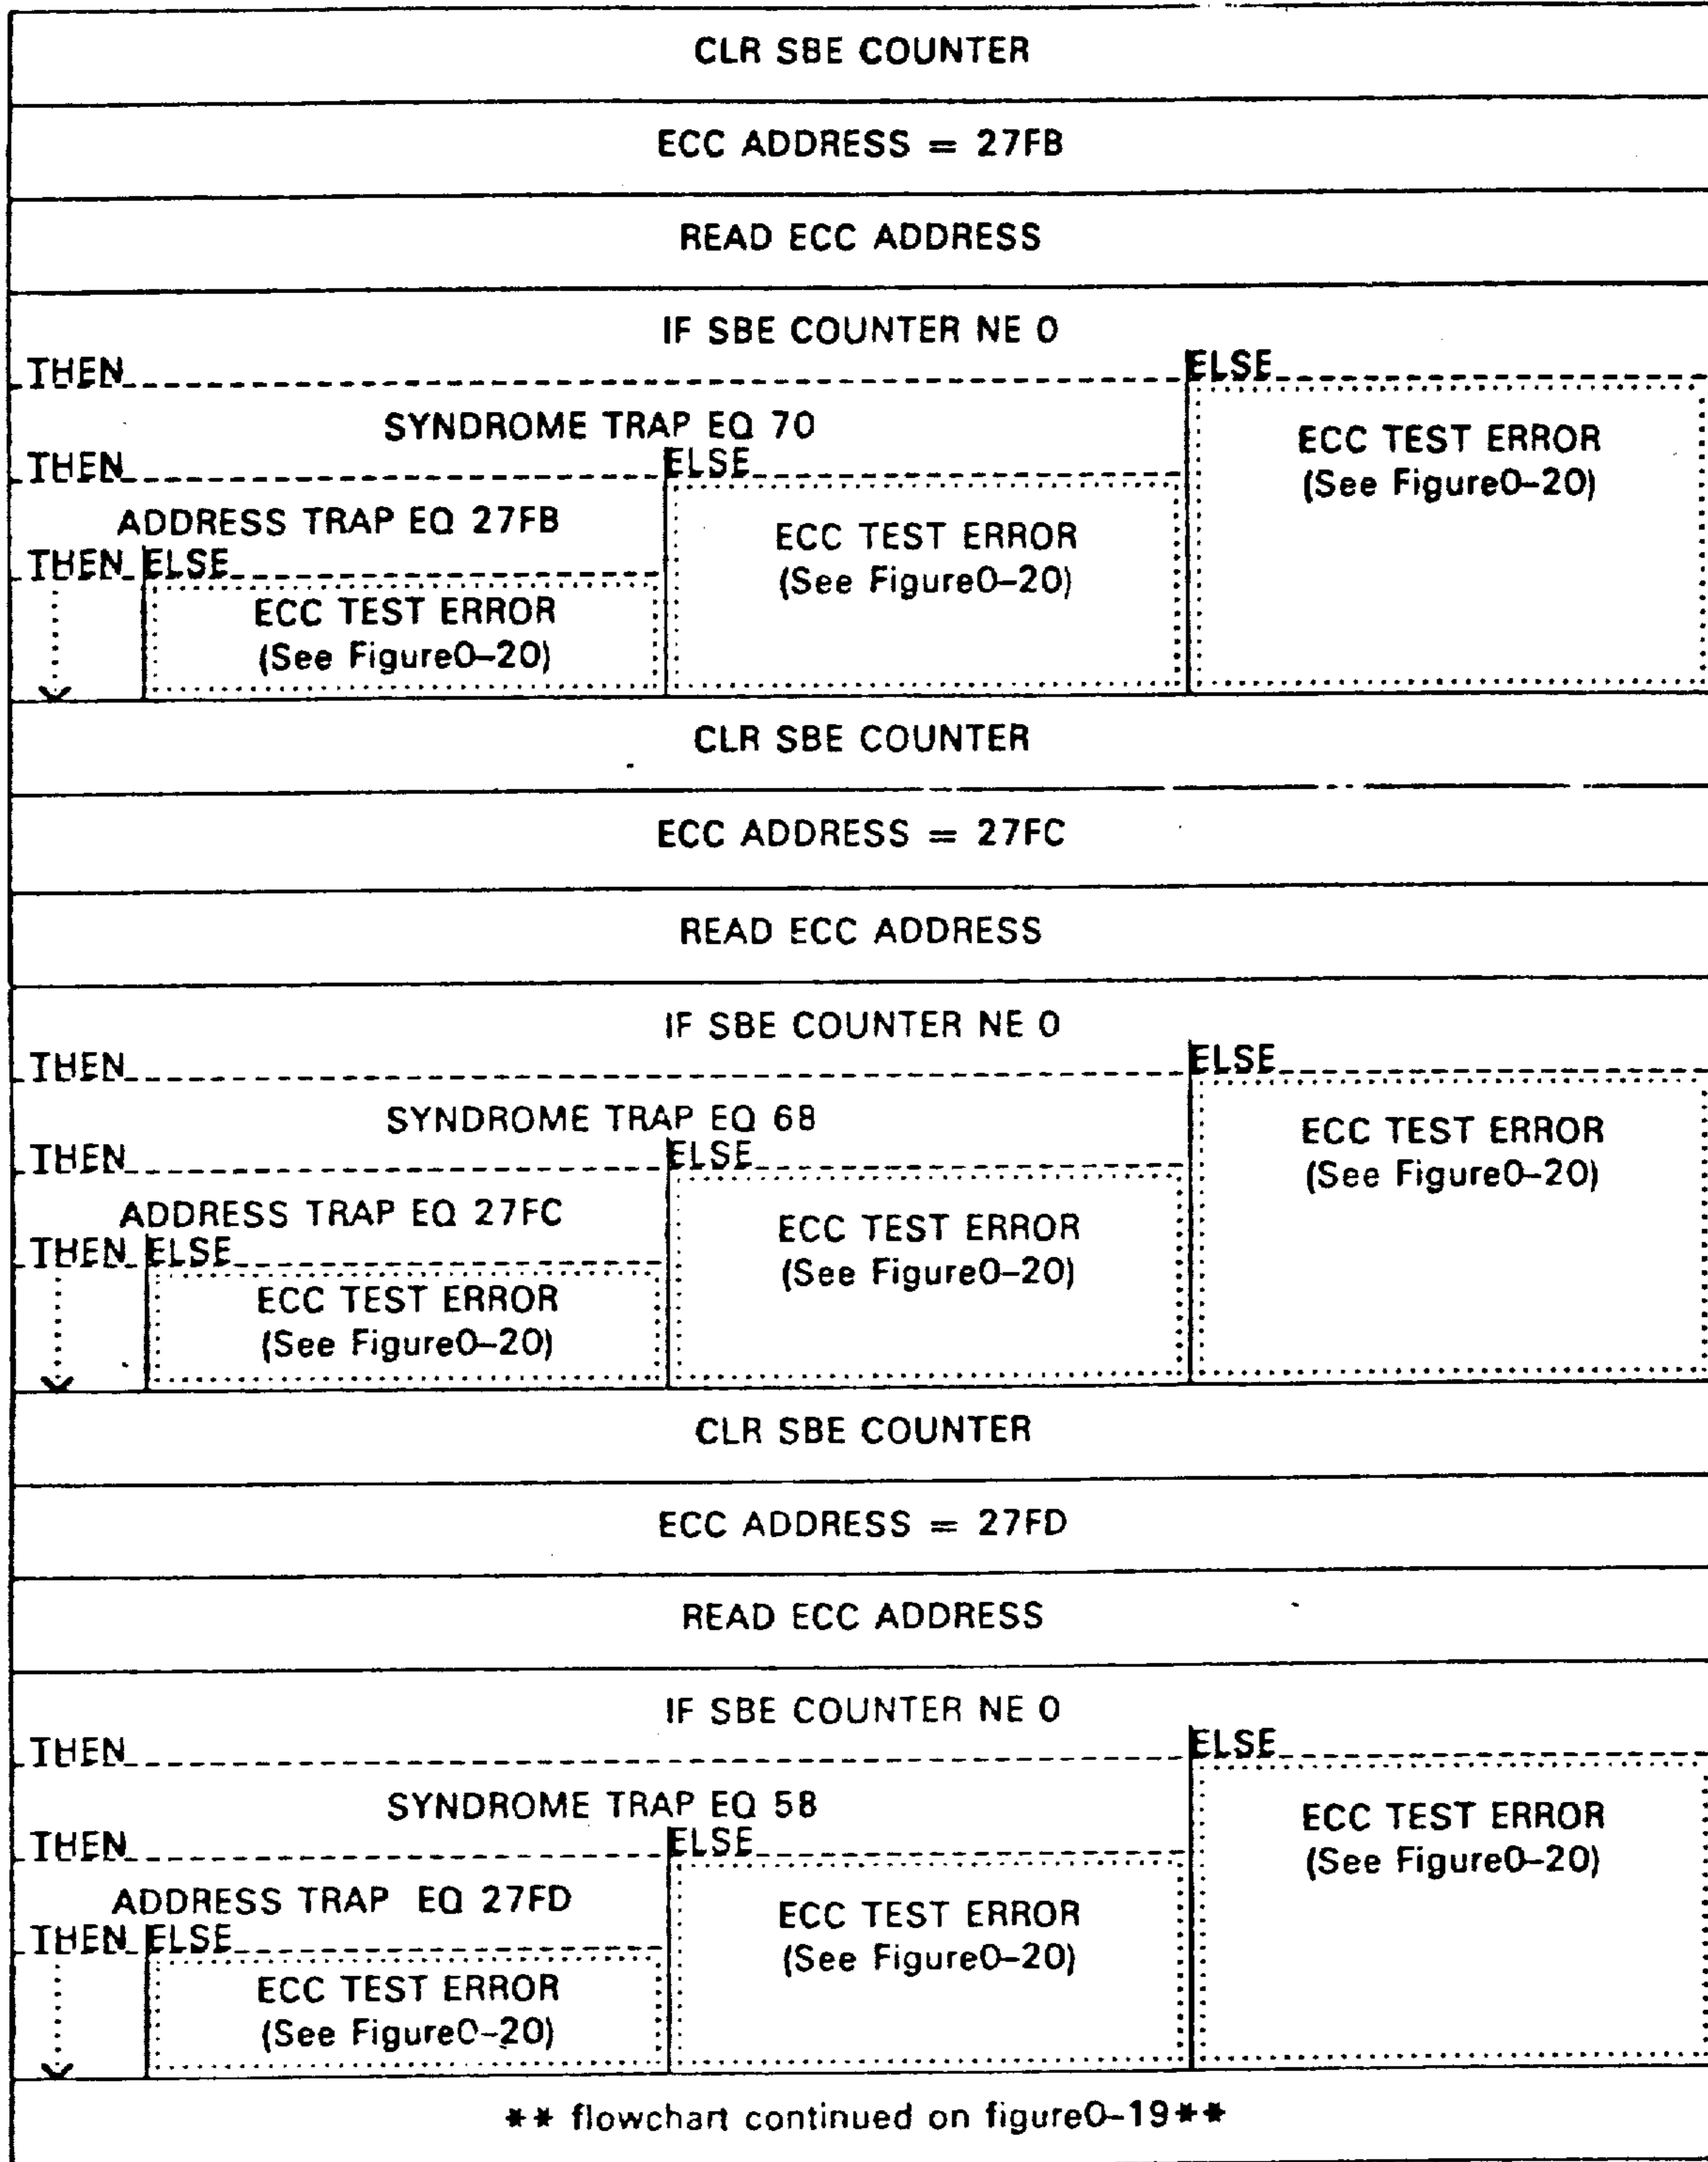 CLR SBE COUNTER
ECC ADDRESS = 27FB
READ ECC ADDRESS
IF SBE COUNTER NE 0
THEN
ELSE
SYNDROME TRAP EQ 70
THEN
ELSE
ECC TEST ERROR
(See Figure0-20)
ADDRESS TRAP EQ 27FB
THEN
ELSE
ECC TEST ERROR
(See Figure0-20)
ECC TEST ERROR
(See Figure0-20)
CLR SBE COUNTER
ECC ADDRESS = 27FC
READ ECC ADDRESS
IF SBE COUNTER NE 0
THEN
ELSE
SYNDROME TRAP EQ 68
THEN
ELSE
ECC TEST ERROR
(See Figure0-20)
ADDRESS TRAP EQ 27FC
THEN
ELSE
ECC TEST ERROR
(See Figure0-20)
ECC TEST ERROR
(See Figure0-20)
CLR SBE COUNTER
ECC ADDRESS = 27FD
READ ECC ADDRESS
IF SBE COUNTER NE 0
THEN
ELSE
SYNDROME TRAP EQ 58
THEN
ELSE
ECC TEST ERROR
(See Figure0-20)
ADDRESS TRAP EQ 27FD
THEN
ELSE
ECC TEST ERROR
(See Figure0-20)
ECC TEST ERROR
(See Figure0-20)
** flowchart continued on figure0-19**